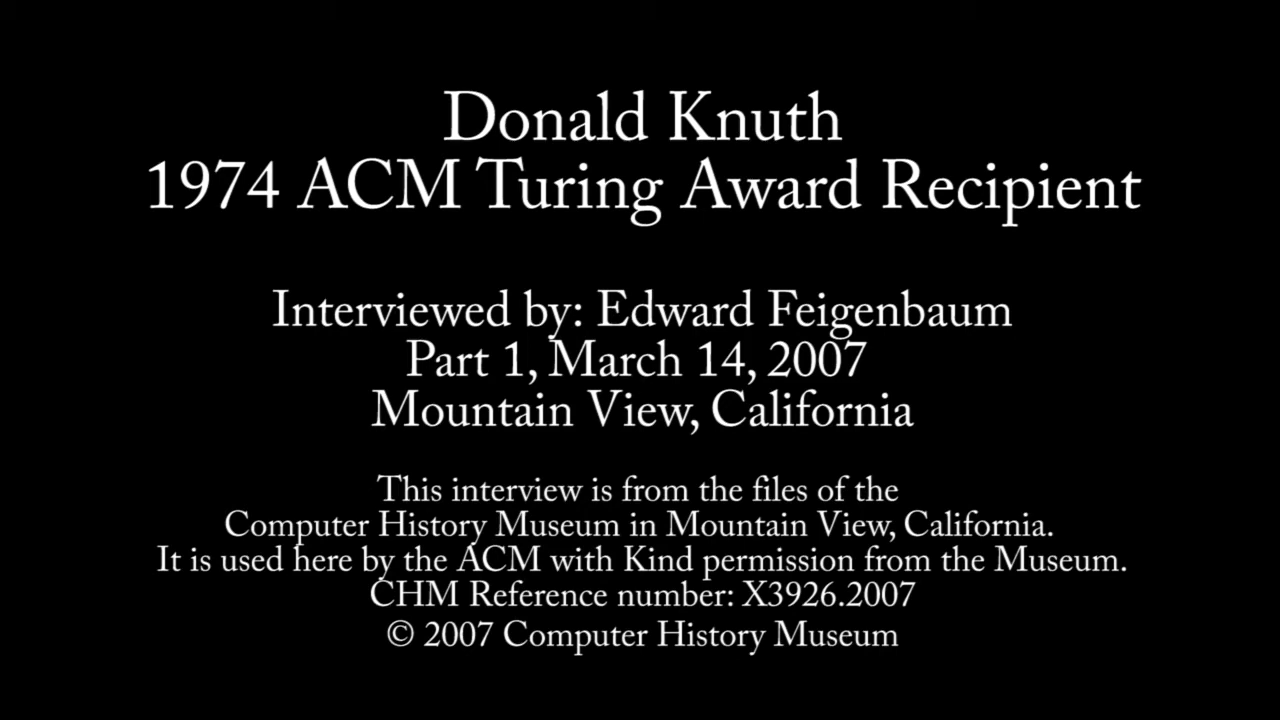 Donald Knuth
1974 ACM Turing Award Recipient
Interviewed by: Edward Feigenbaum
Part 1, March 14, 2007
Mountain View, California
This interview is from the files of the
Computer History Museum in Mountain View, California.
It is used here by the ACM with Kind permission from the Museum.
CHM Reference number: X3926.2007
© 2007 Computer History Museum